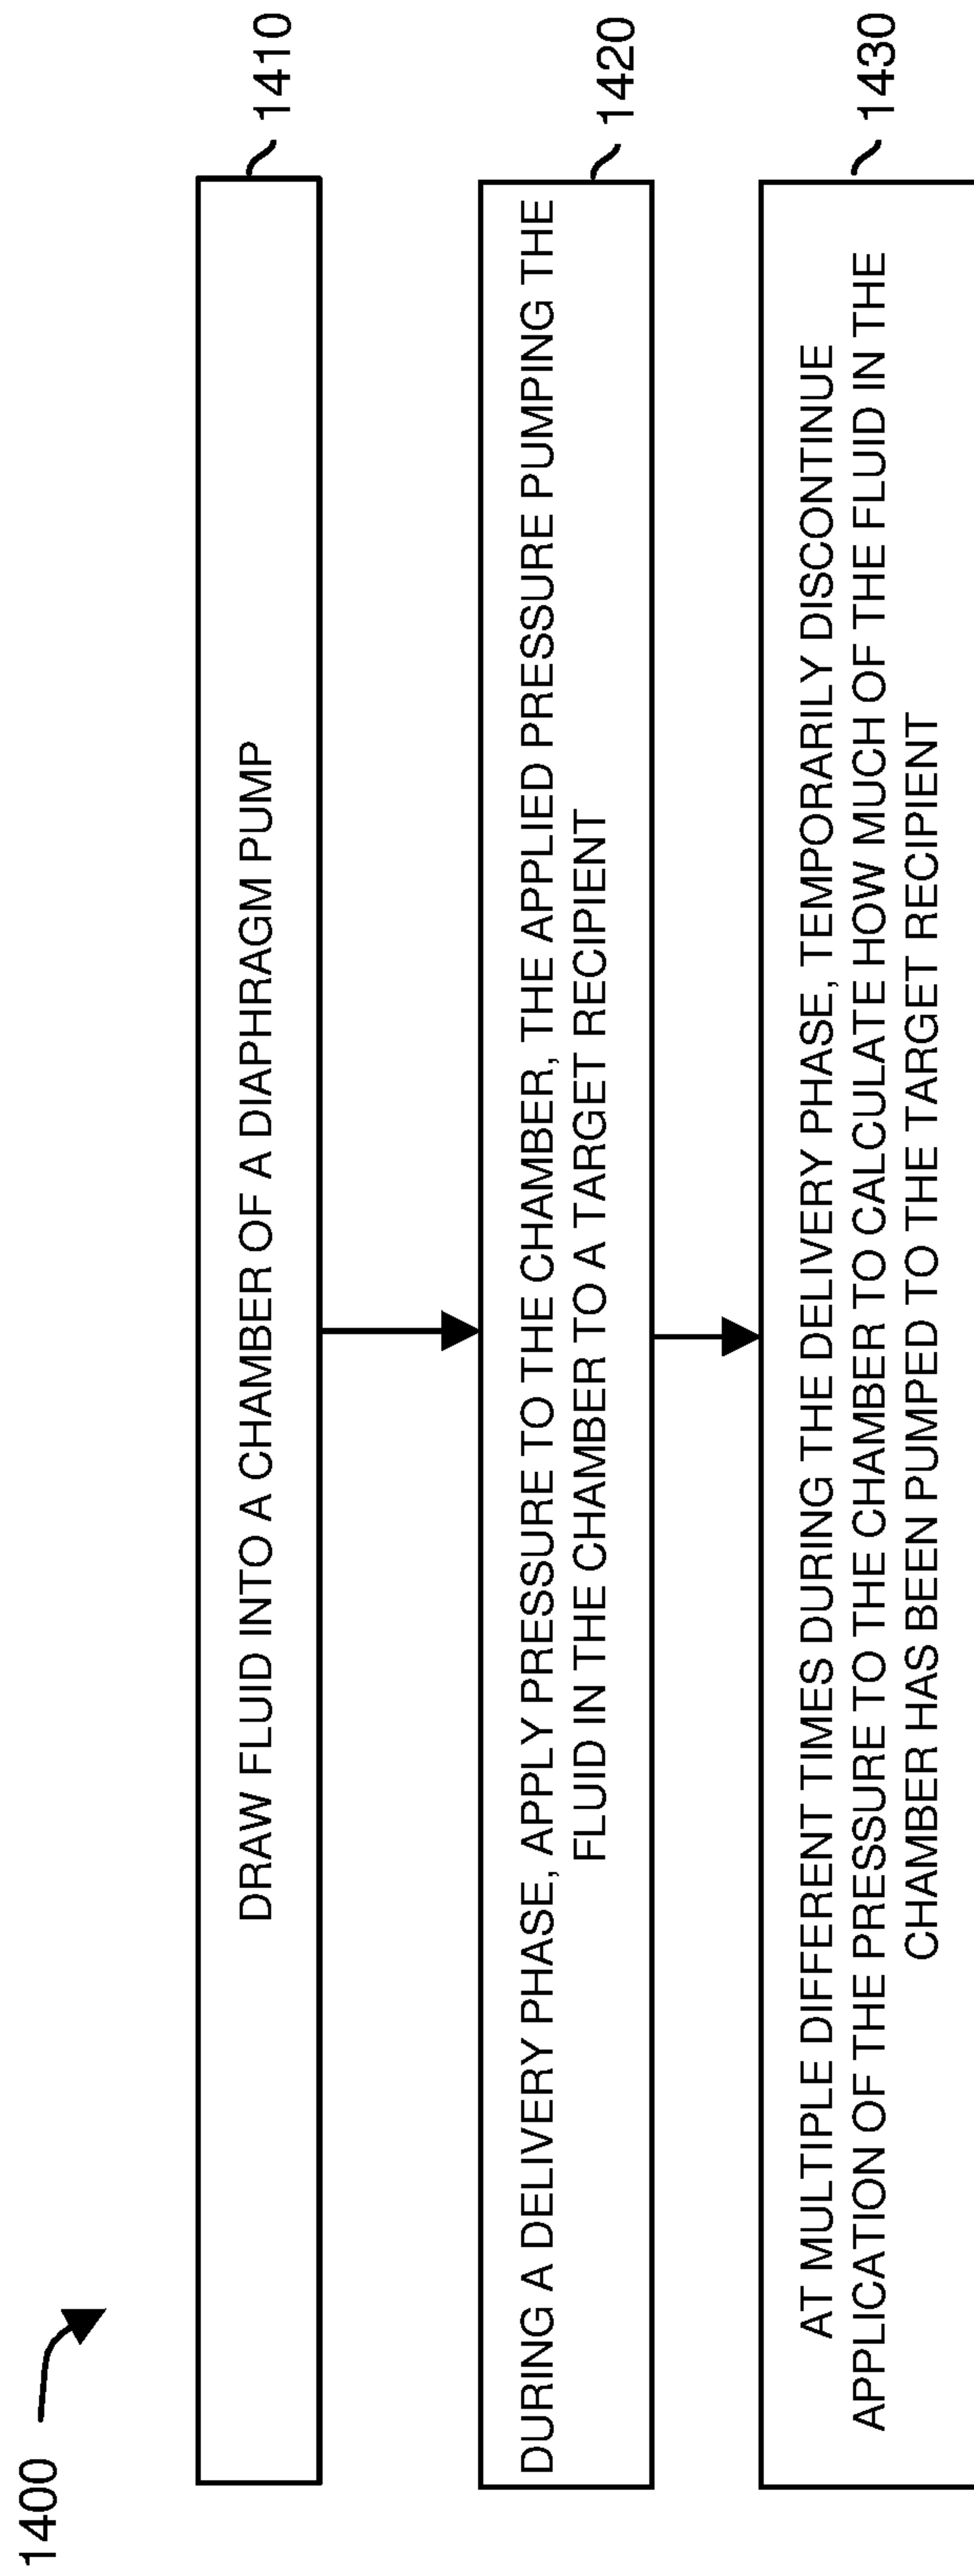 1400
DRAW FLUID INTO A CHAMBER OF A DIAPHRAGM PUMP
1410
DURING A DELIVERY PHASE, APPLY PRESSURE TO THE CHAMBER, THE APPLIED PRESSURE PUMPING THE
FLUID IN THE CHAMBER TO A TARGET RECIPIENT
1420
AT MULTIPLE DIFFERENT TIMES DURING THE DELIVERY PHASE, TEMPORARILY DISCONTINUE
APPLICATION OF THE PRESSURE TO THE CHAMBER TO CALCULATE HOW MUCH OF THE FLUID IN THE
CHAMBER HAS BEEN PUMPED TO THE TARGET RECIPIENT
1430